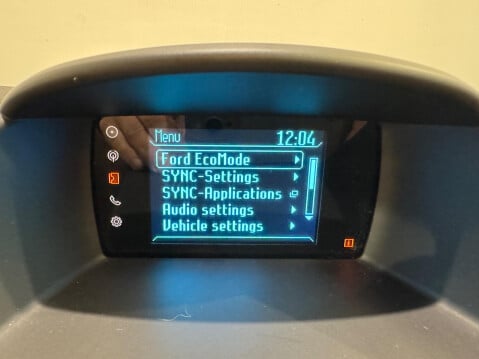 Menu 12:04
Ford EcoMode
SYNC-Settings
SYNC-Applications
Audio settings
Vehicle settings